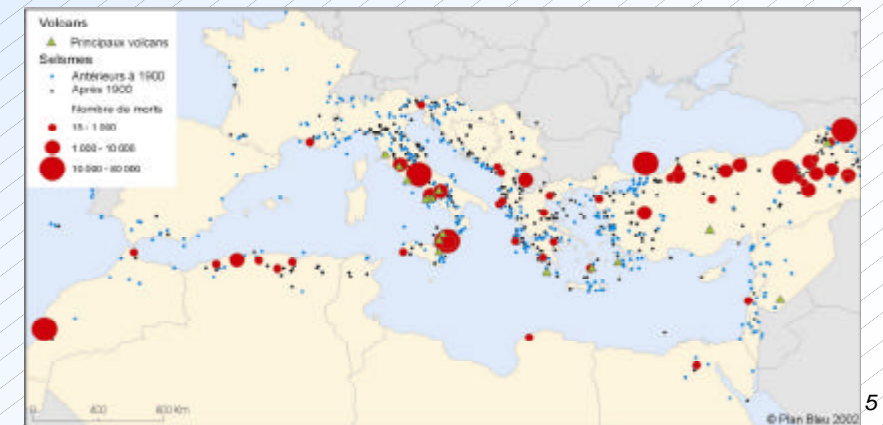 Volcans
Principaux volcans
Seismes
Antérieurs à 1900
Après 1900
Nombre de morts
15 - 1 000
1 000 - 10 000
10 000 - 80 000
0 400 800 Km
© Plan Bleu 2002
5